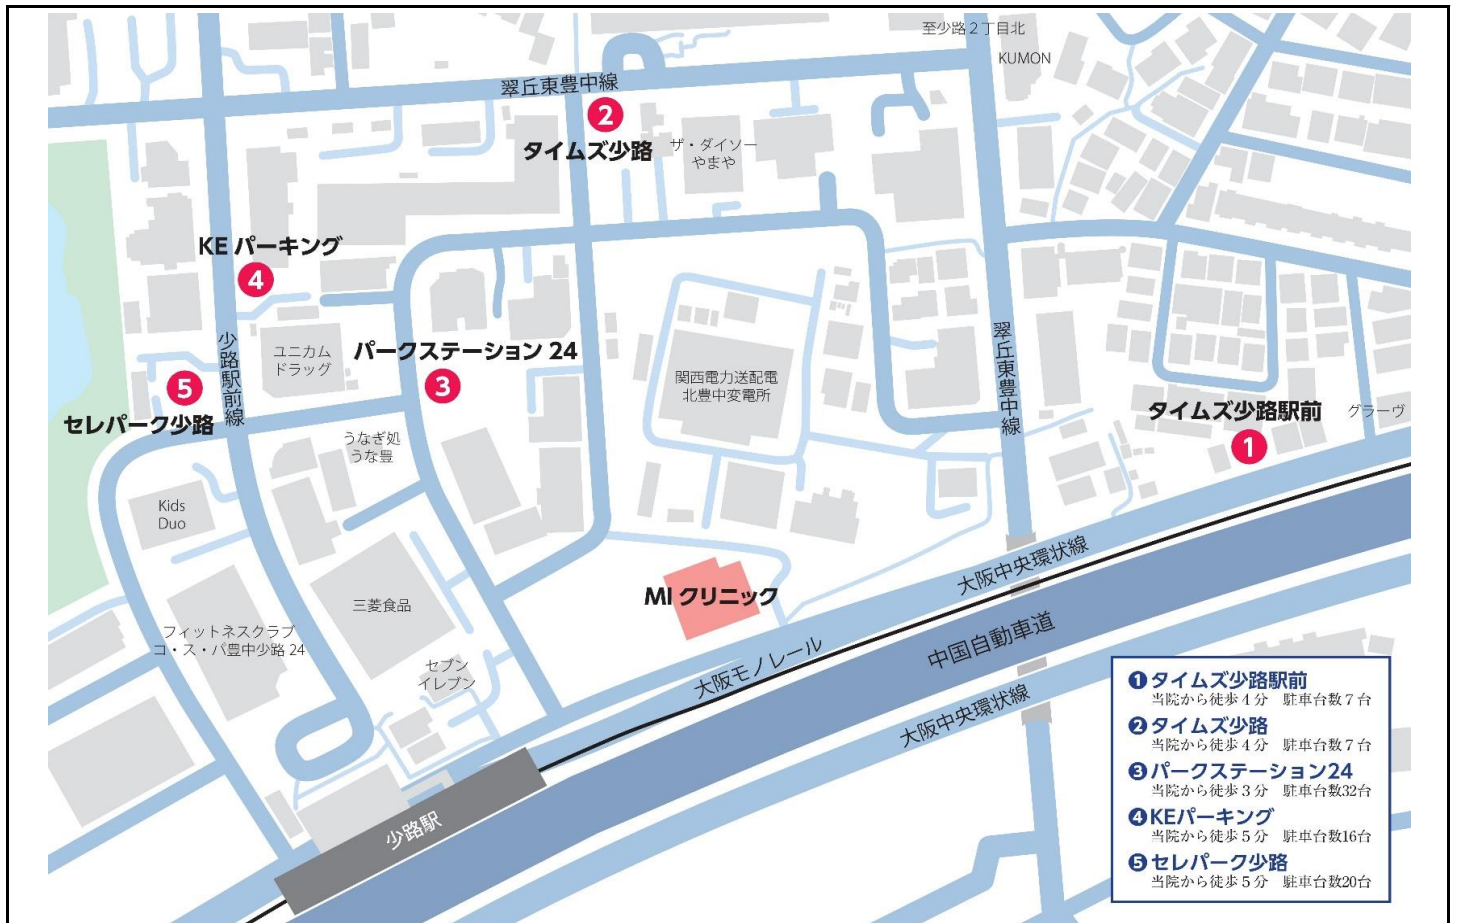 至少路２丁目北
KUMON
翠丘東豊中線
2
タイムズ少路
ザ・ダイソー
やまや
KE パーキング
4
少路駅前線
ユニカム
ドラッグ
パークステーション 24
3
関西電力送配電
北豊中変電所
翠丘東豊中線
5
セレパーク少路
タイムズ少路駅前
1
グラーヴ
うなぎ処
うな豊
Kids
Duo
三菱食品
MI クリニック
大阪中央環状線
フィットネスクラブ
コ・ス・パ豊中少路 24
セブン
イレブン
大阪モノレール
中国自動車道
大阪中央環状線
少路駅
1 タイムズ少路駅前
当院から徒歩４分　駐車台数７台
2 タイムズ少路
当院から徒歩４分　駐車台数７台
3 パークステーション24
当院から徒歩３分　駐車台数32台
4 KEパーキング
当院から徒歩５分　駐車台数16台
5 セレパーク少路
当院から徒歩５分　駐車台数20台